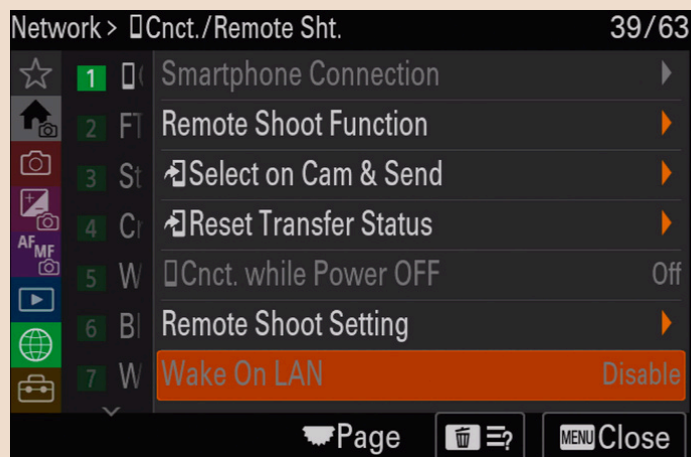 Network > Cnct./Remote Sht. 39/63
1 Smartphone Connection
2 FT Remote Shoot Function
3 St Select on Cam & Send
4 Cr Reset Transfer Status
AF MF
5 W Cnct. while Power OFF Off
6 Bl Remote Shoot Setting
7 W Wake On LAN Disable
Page ? MENU Close